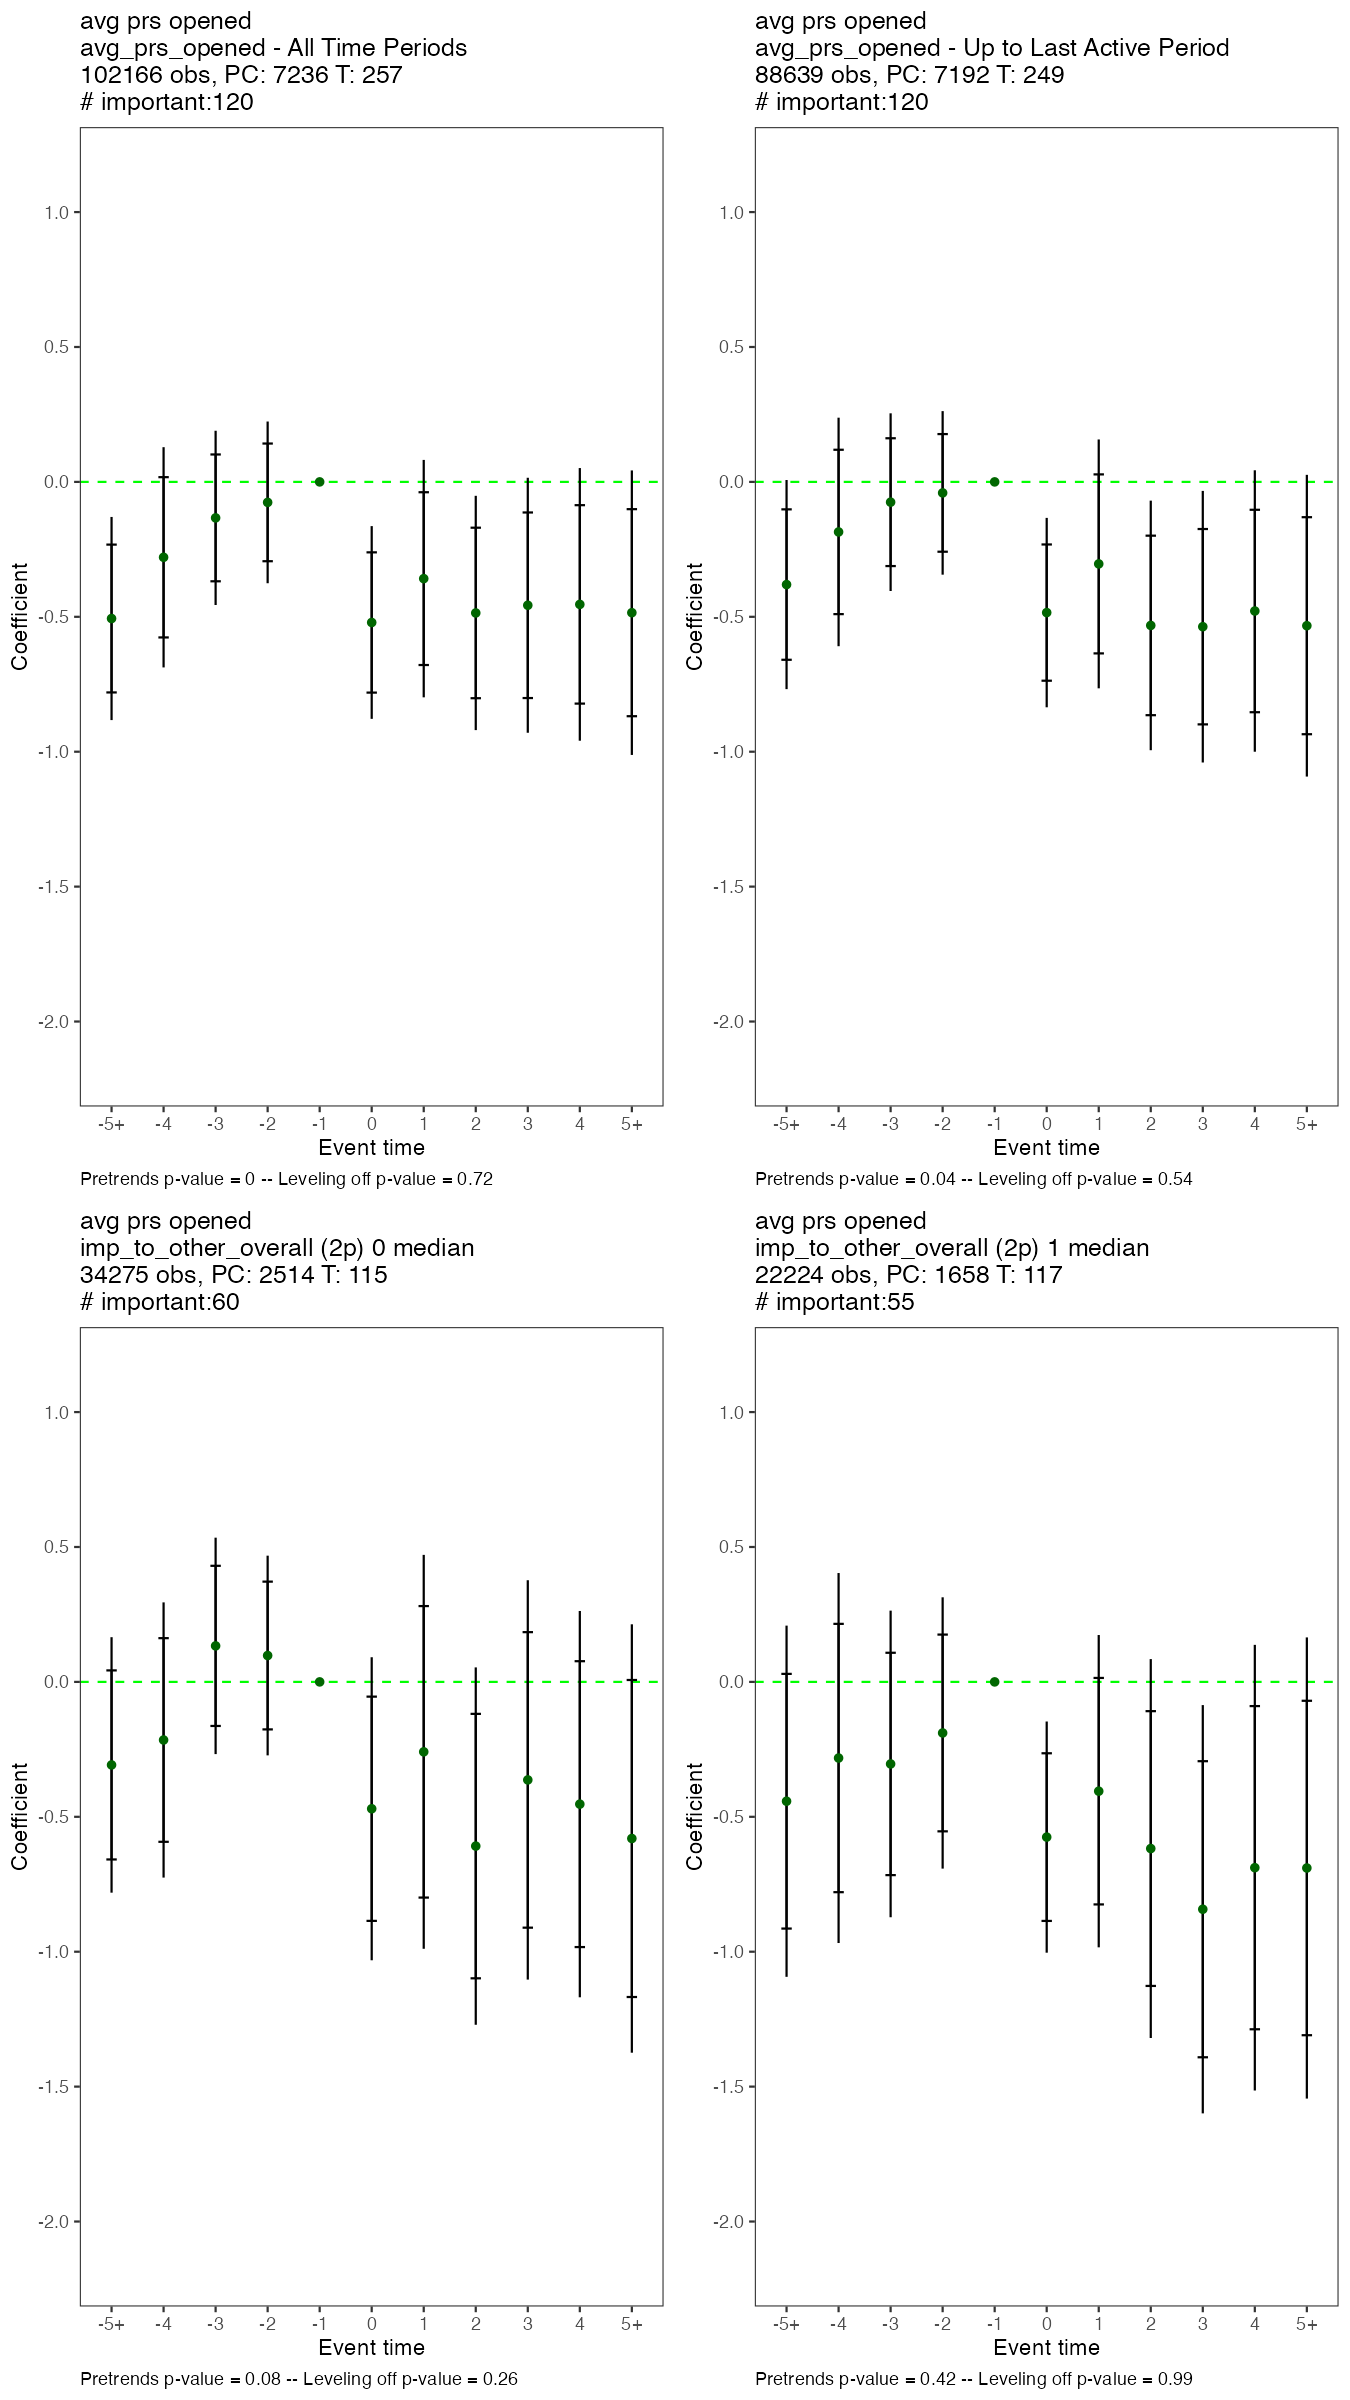 avg prs opened
avg_prs_opened - All Time Periods
102166 obs, PC: 7236 T: 257
# important:120
1.0
0.5
0.0
-0.5
-1.0
-1.5
-2.0
Coefficient
-5+ -4 -3 -2 -1 0 1 2 3 4 5+
Event time
Pretrends p-value = 0 -- Leveling off p-value = 0.72
avg prs opened
avg_prs_opened - Up to Last Active Period
88639 obs, PC: 7192 T: 249
# important:120
1.0
0.5
0.0
-0.5
-1.0
-1.5
-2.0
Coefficient
-5+ -4 -3 -2 -1 0 1 2 3 4 5+
Event time
Pretrends p-value = 0.04 -- Leveling off p-value = 0.54
avg prs opened
imp_to_other_overall (2p) 0 median
34275 obs, PC: 2514 T: 115
# important:60
1.0
0.5
0.0
-0.5
-1.0
-1.5
-2.0
Coefficient
-5+ -4 -3 -2 -1 0 1 2 3 4 5+
Event time
Pretrends p-value = 0.08 -- Leveling off p-value = 0.26
avg prs opened
imp_to_other_overall (2p) 1 median
22224 obs, PC: 1658 T: 117
# important:55
1.0
0.5
0.0
-0.5
-1.0
-1.5
-2.0
Coefficient
-5+ -4 -3 -2 -1 0 1 2 3 4 5+
Event time
Pretrends p-value = 0.42 -- Leveling off p-value = 0.99